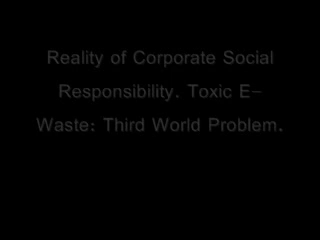 Reality of Corporate Social
Responsibility. Toxic E-
Waste: Third World Problem.